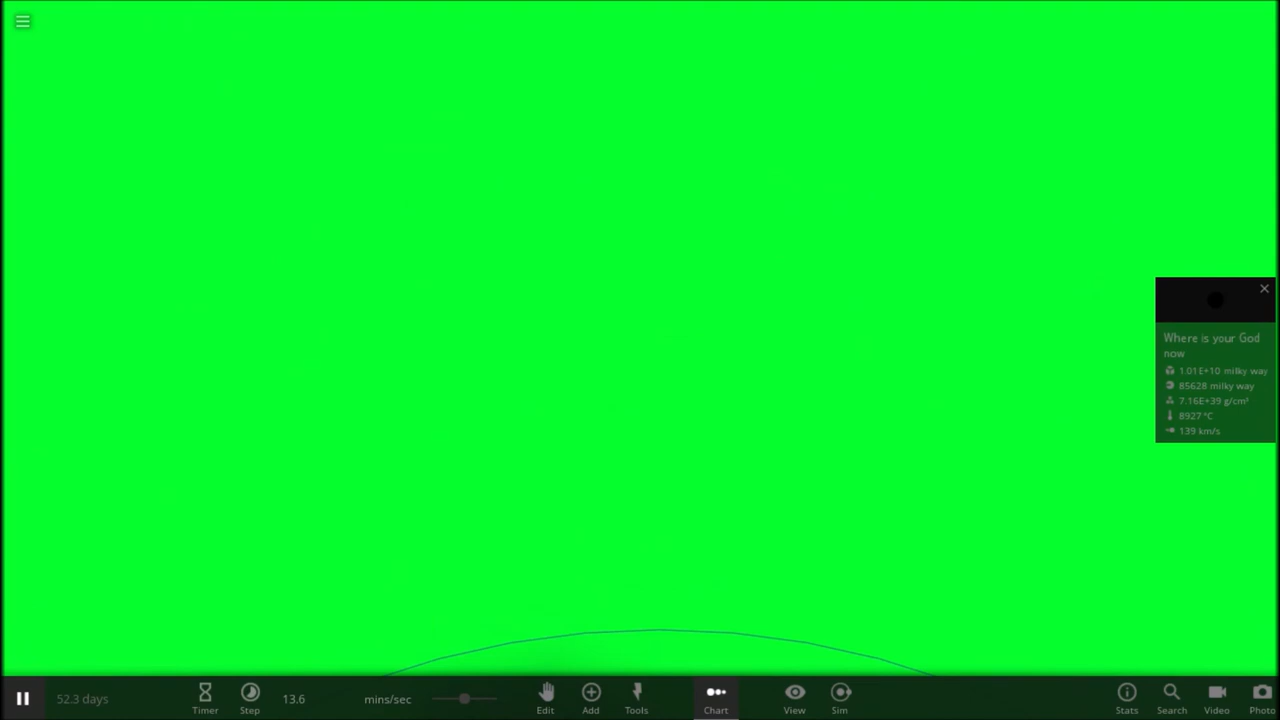 Where is your God
now
1.01E+10 milky way
85628 milky way
7.16E+39 g/cm³
8927 °C
139 km/s
52.3 days
Timer
Step
13.6
mins/sec
Edit
Add
Tools
Chart
View
Sim
Stats
Search
Video
Photo